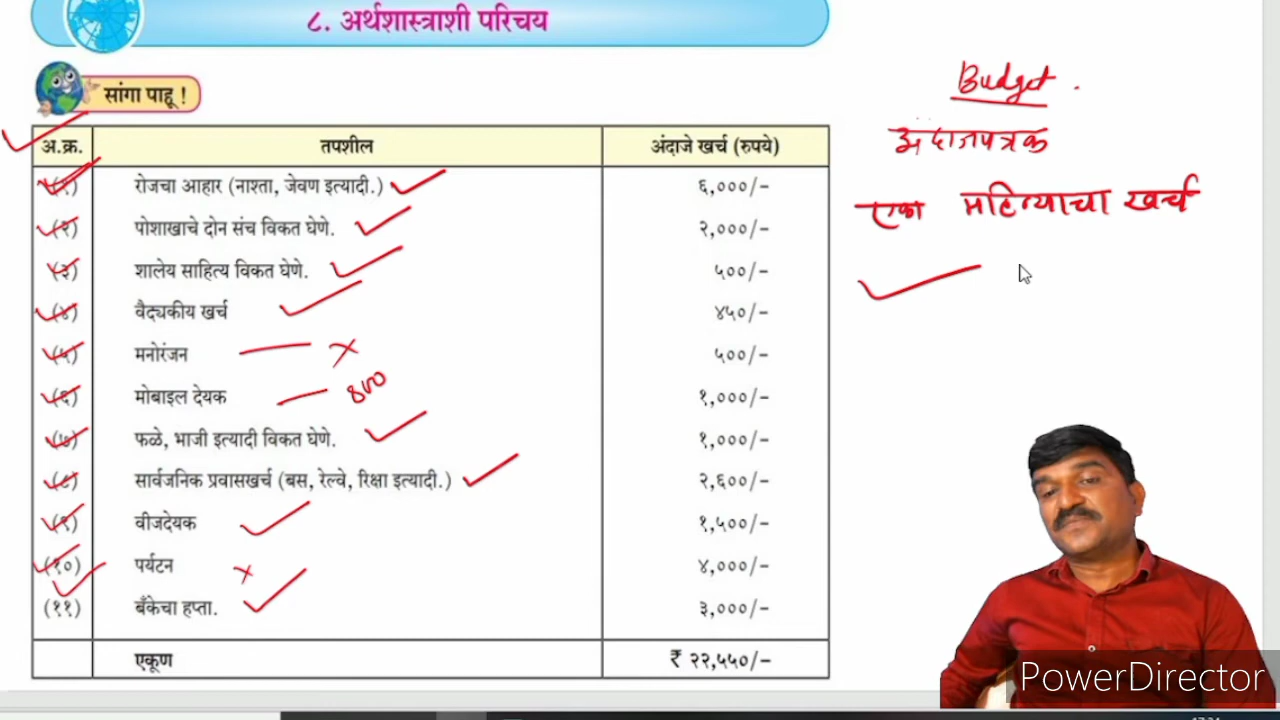 ८. अर्थशास्त्राशी परिचय
सांगा पाहू !
अ.क्र. तपशील अंदाजे खर्च (रुपये)
(१) रोजचा आहार (नाश्ता, जेवण इत्यादी.) ६,०००/-
(२) पोशाखाचे दोन संच विकत घेणे. २,०००/-
(३) शालेय साहित्य विकत घेणे. ५००/-
(४) वैद्यकीय खर्च ४५०/-
(५) मनोरंजन ५००/-
(६) मोबाइल देयक १,०००/-
(७) फळे, भाजी इत्यादी विकत घेणे. १,०००/-
(८) सार्वजनिक प्रवासखर्च (बस, रेल्वे, रिक्षा इत्यादी.) २,६००/-
(९) वीजदेयक १,५००/-
(१०) पर्यटन ४,०००/-
(११) बँकेचा हप्ता. ३,०००/-
एकूण ₹ २२,५५०/-
Budget.
अंदाजपत्रक
एका महिन्याचा खर्च
PowerDirector